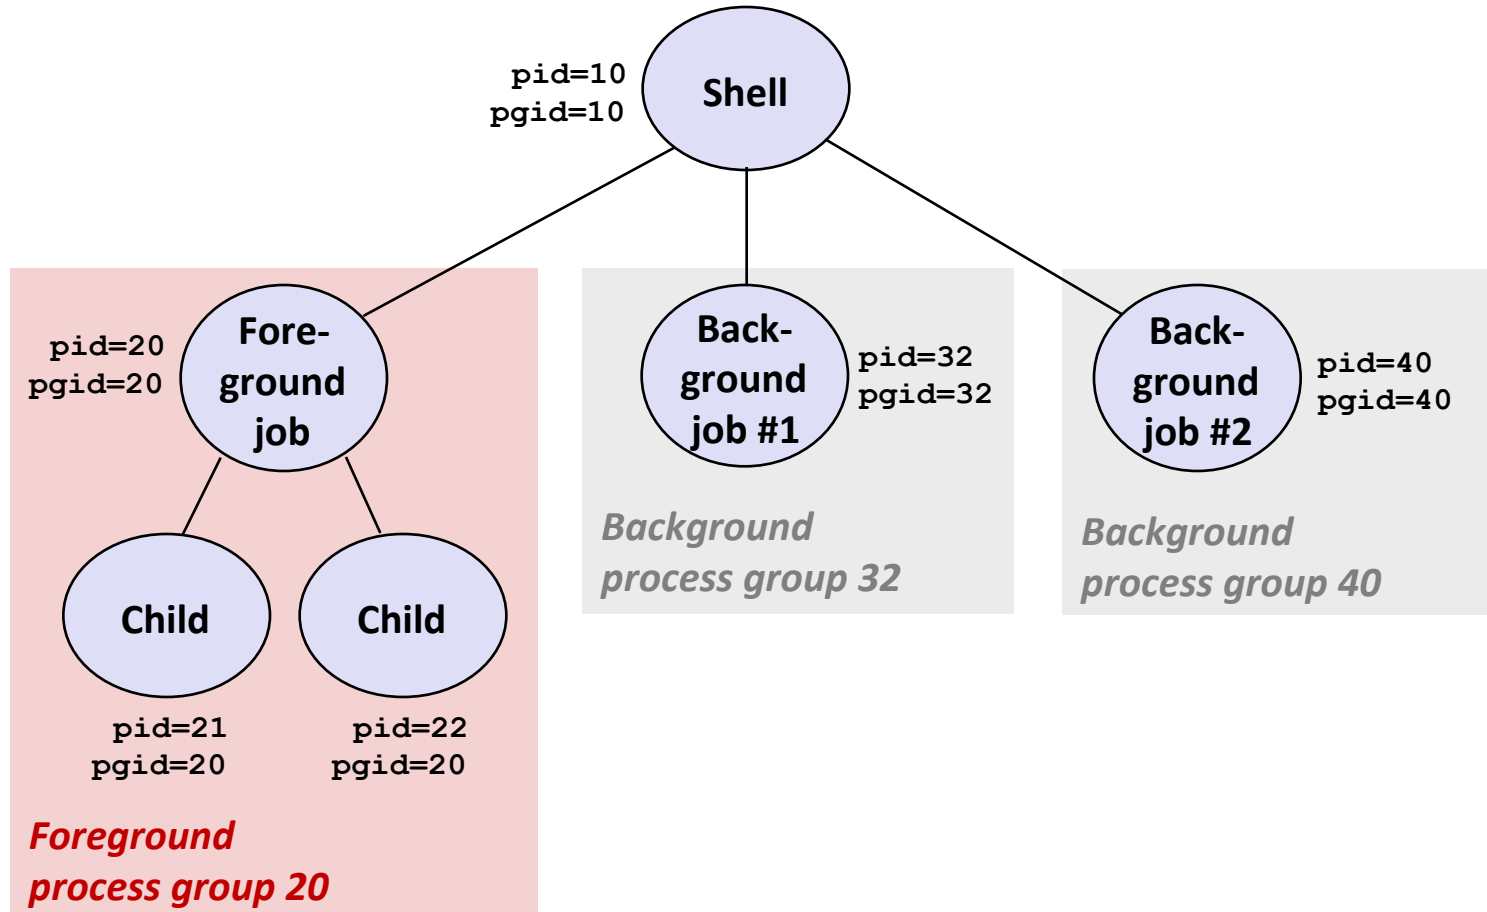 pid=10
pgid=10
Shell
pid=20
pgid=20
Fore-
ground
job
Back-
ground
job #1
pid=32
pgid=32
Back-
ground
job #2
pid=40
pgid=40
Background
process group 32
Background
process group 40
Child
Child
pid=21
pgid=20
pid=22
pgid=20
Foreground
process group 20